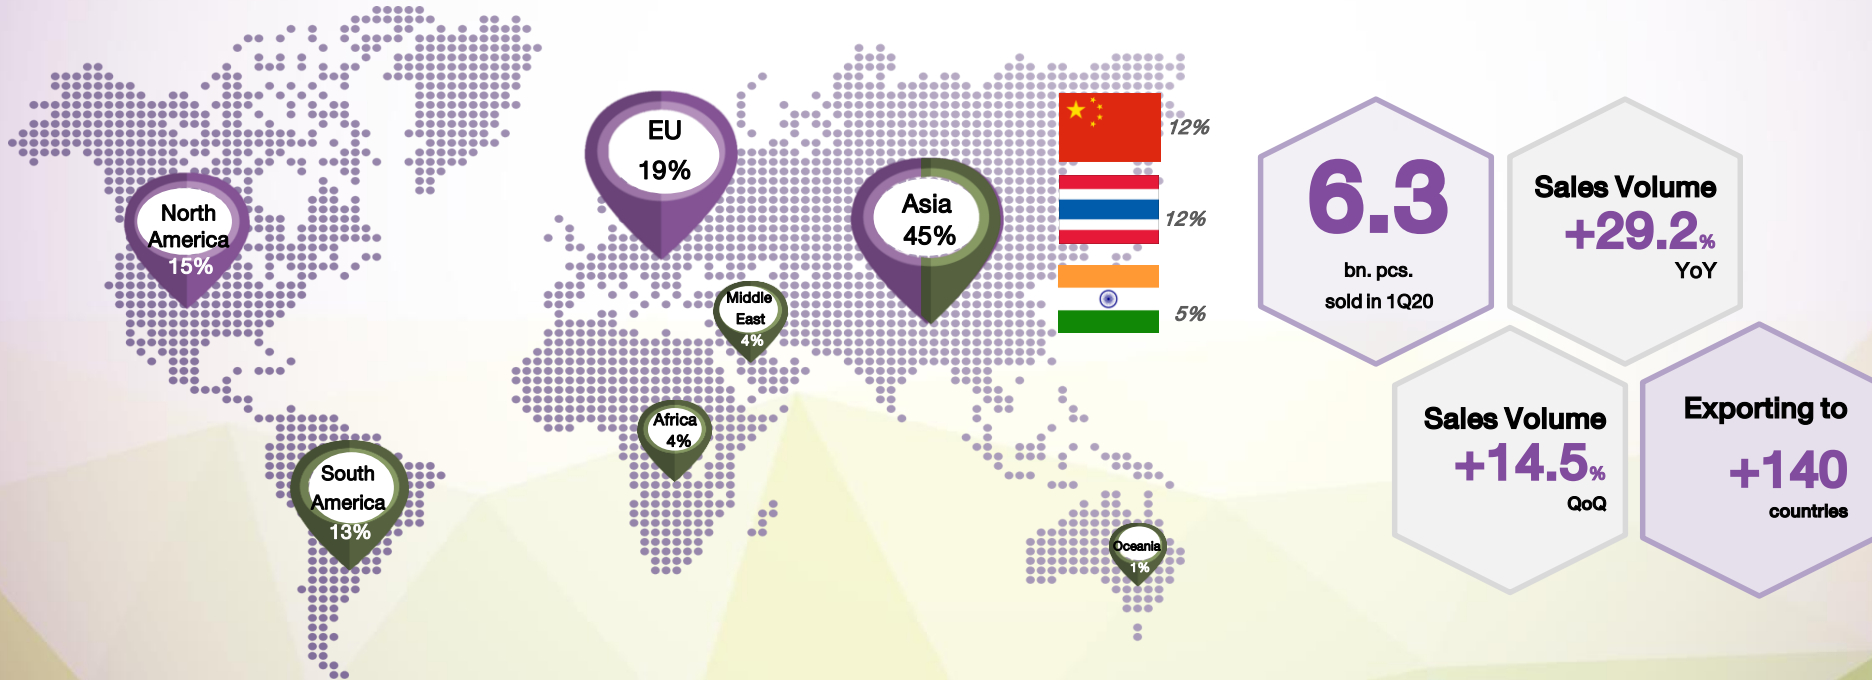 North
America
15%
South
America
13%
EU
19%
Middle
East
4%
Africa
4%
Asia
45%
12%
12%
5%
Oceania
1%
6.3
bn. pcs.
sold in 1Q20
Sales Volume
+29.2%
YoY
Sales Volume
+14.5%
QoQ
Exporting to
+140
countries